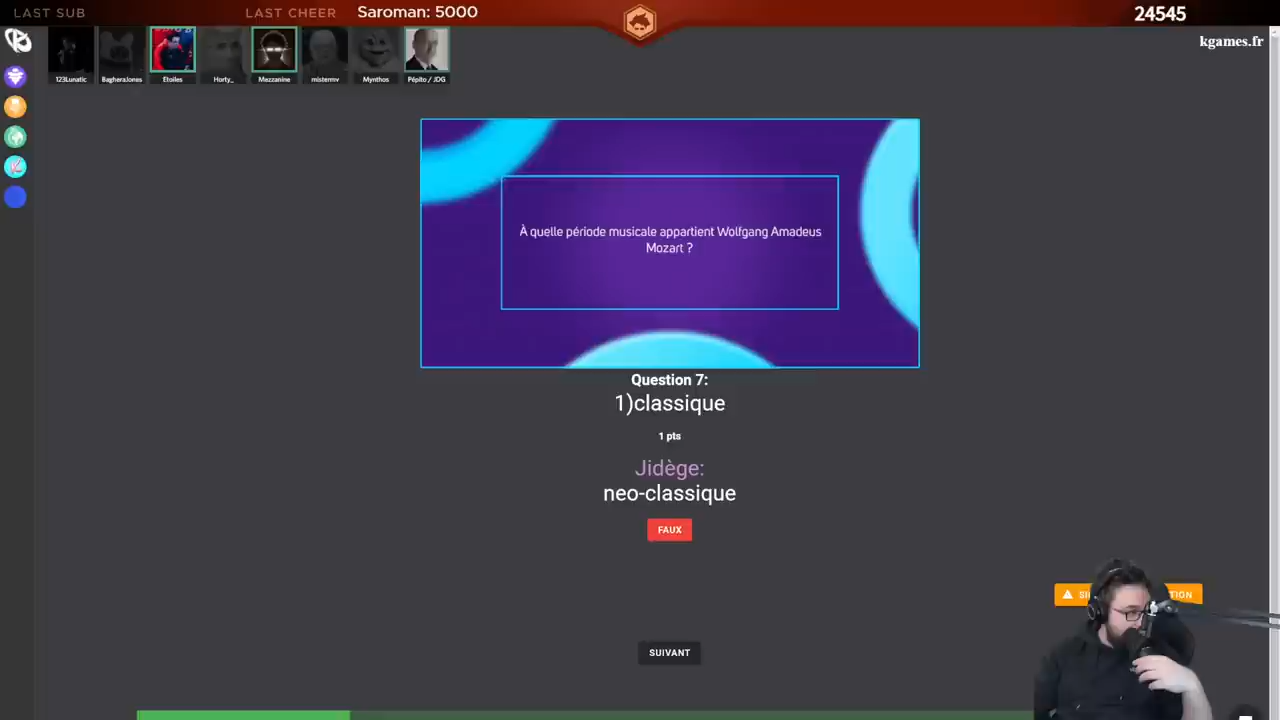 LAST SUB
LAST CHEER
Saroman: 5000
24545
kgames.fr
123Lunatic
BagheraJones
Etoiles
Horty_
Mezzanine
mistermv
Mynthos
Pépito / JDG
À quelle période musicale appartient Wolfgang Amadeus
Mozart ?
Question 7:
1)classique
1 pts
Jidège:
neo-classique
FAUX
SUIVANT